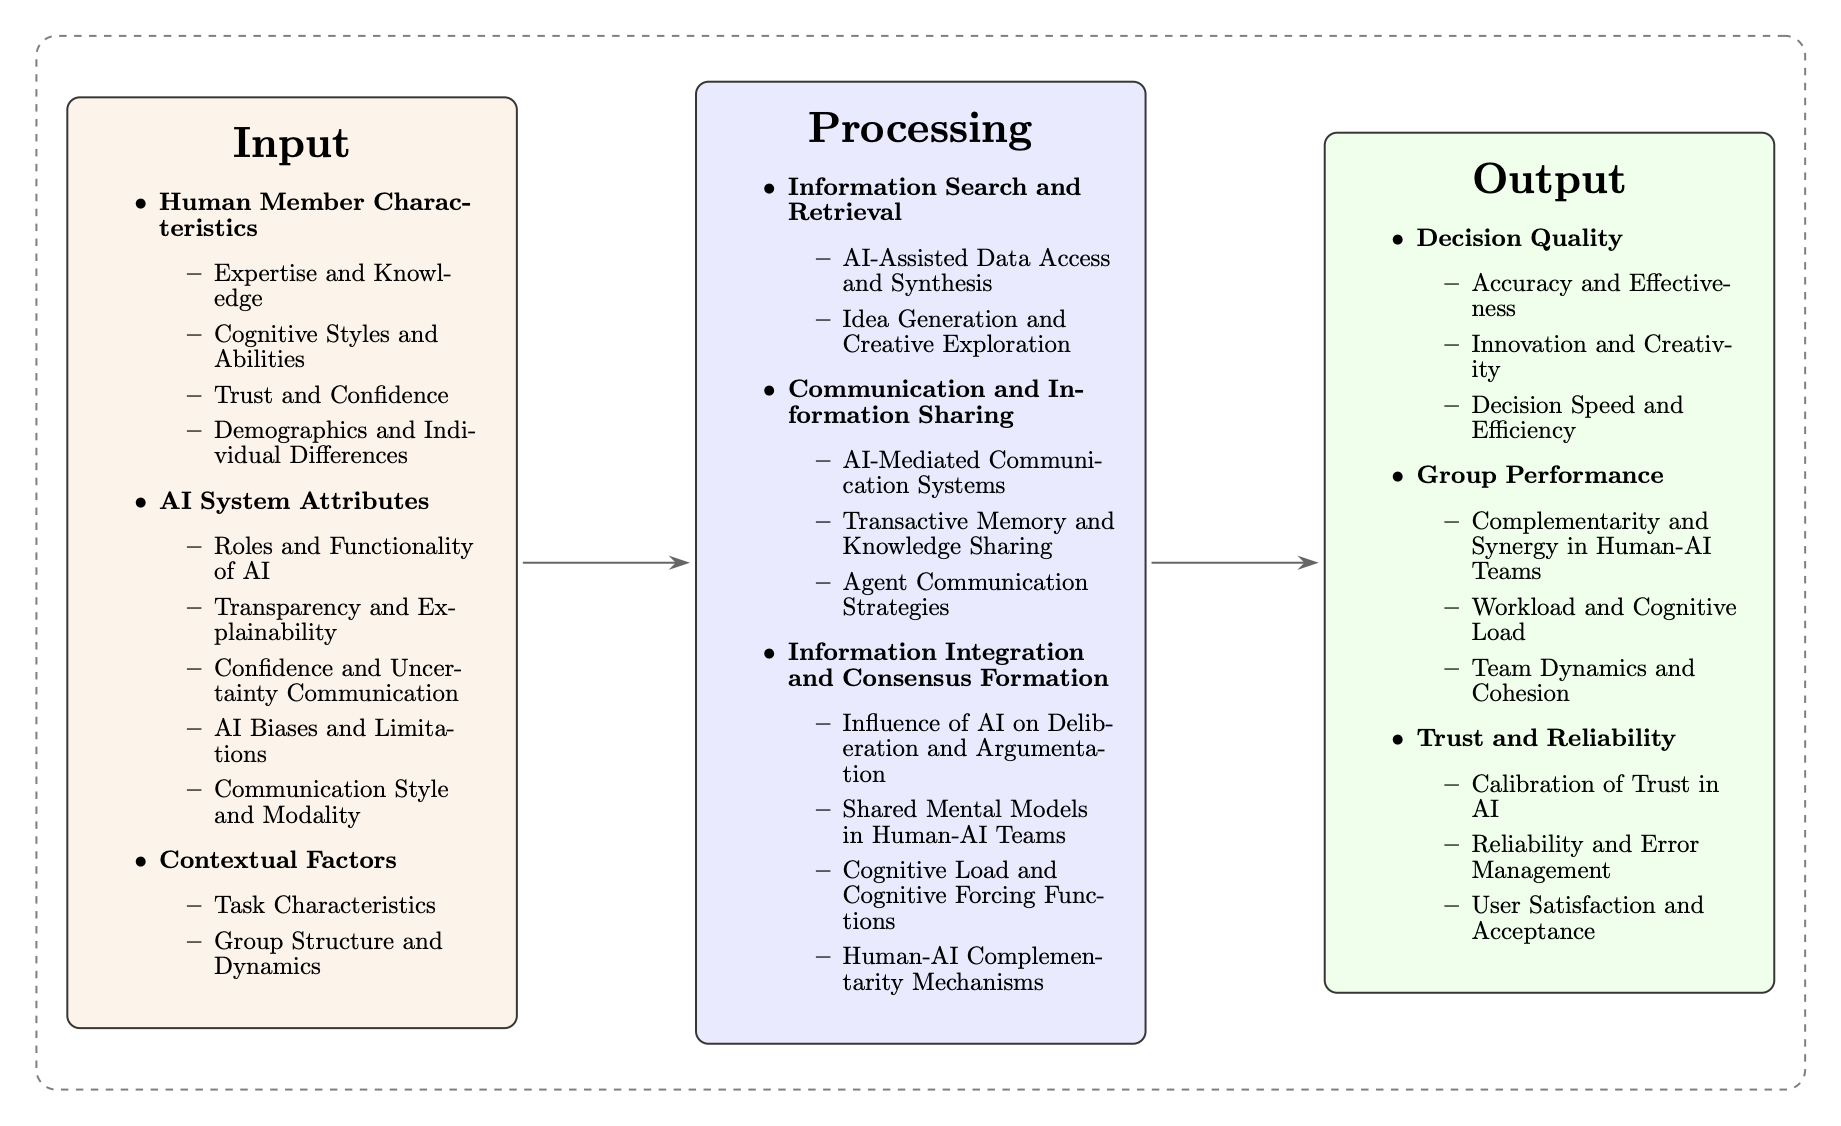 Input
• Human Member Charac-
teristics
– Expertise and Knowl-
edge
– Cognitive Styles and
Abilities
– Trust and Confidence
– Demographics and Indi-
vidual Differences
• AI System Attributes
– Roles and Functionality
of AI
– Transparency and Ex-
plainability
– Confidence and Uncer-
tainty Communication
– AI Biases and Limita-
tions
– Communication Style
and Modality
• Contextual Factors
– Task Characteristics
– Group Structure and
Dynamics
Processing
• Information Search and
Retrieval
– AI-Assisted Data Access
and Synthesis
– Idea Generation and
Creative Exploration
• Communication and In-
formation Sharing
– AI-Mediated Communi-
cation Systems
– Transactive Memory and
Knowledge Sharing
– Agent Communication
Strategies
• Information Integration
and Consensus Formation
– Influence of AI on Delib-
eration and Argumenta-
tion
– Shared Mental Models
in Human-AI Teams
– Cognitive Load and
Cognitive Forcing Func-
tions
– Human-AI Complemen-
tarity Mechanisms
Output
• Decision Quality
– Accuracy and Effective-
ness
– Innovation and Creativ-
ity
– Decision Speed and
Efficiency
• Group Performance
– Complementarity and
Synergy in Human-AI
Teams
– Workload and Cognitive
Load
– Team Dynamics and
Cohesion
• Trust and Reliability
– Calibration of Trust in
AI
– Reliability and Error
Management
– User Satisfaction and
Acceptance